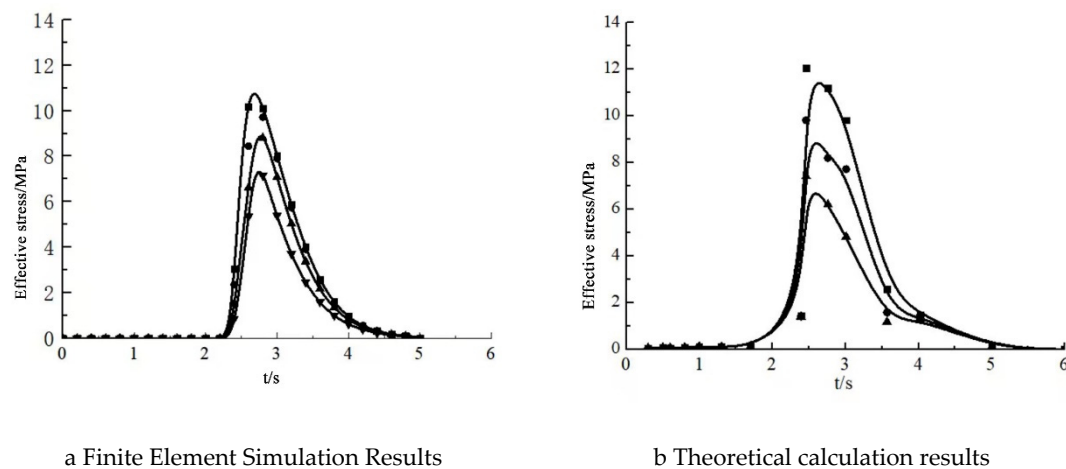 14
12
10
8
6
4
2
0
Effective stress/MPa
0 1 2 3 4 5 6
t/s
a Finite Element Simulation Results
14
12
10
8
6
4
2
0
Effective stress/MPa
0 1 2 3 4 5 6
t/s
b Theoretical calculation results